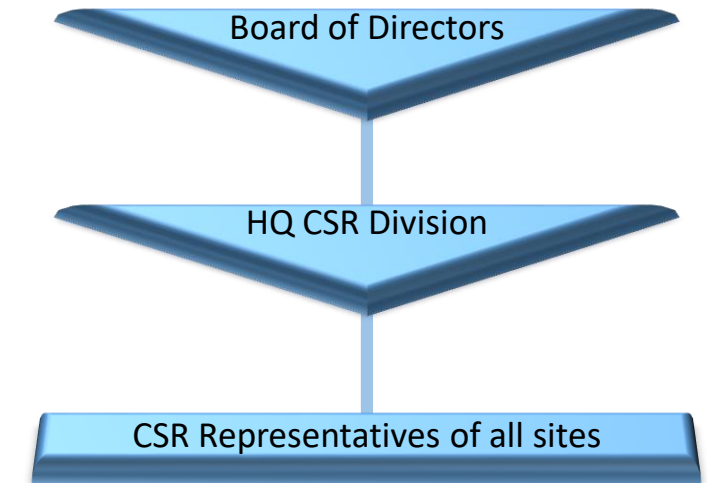 Board of Directors
HQ CSR Division
CSR Representatives of all sites